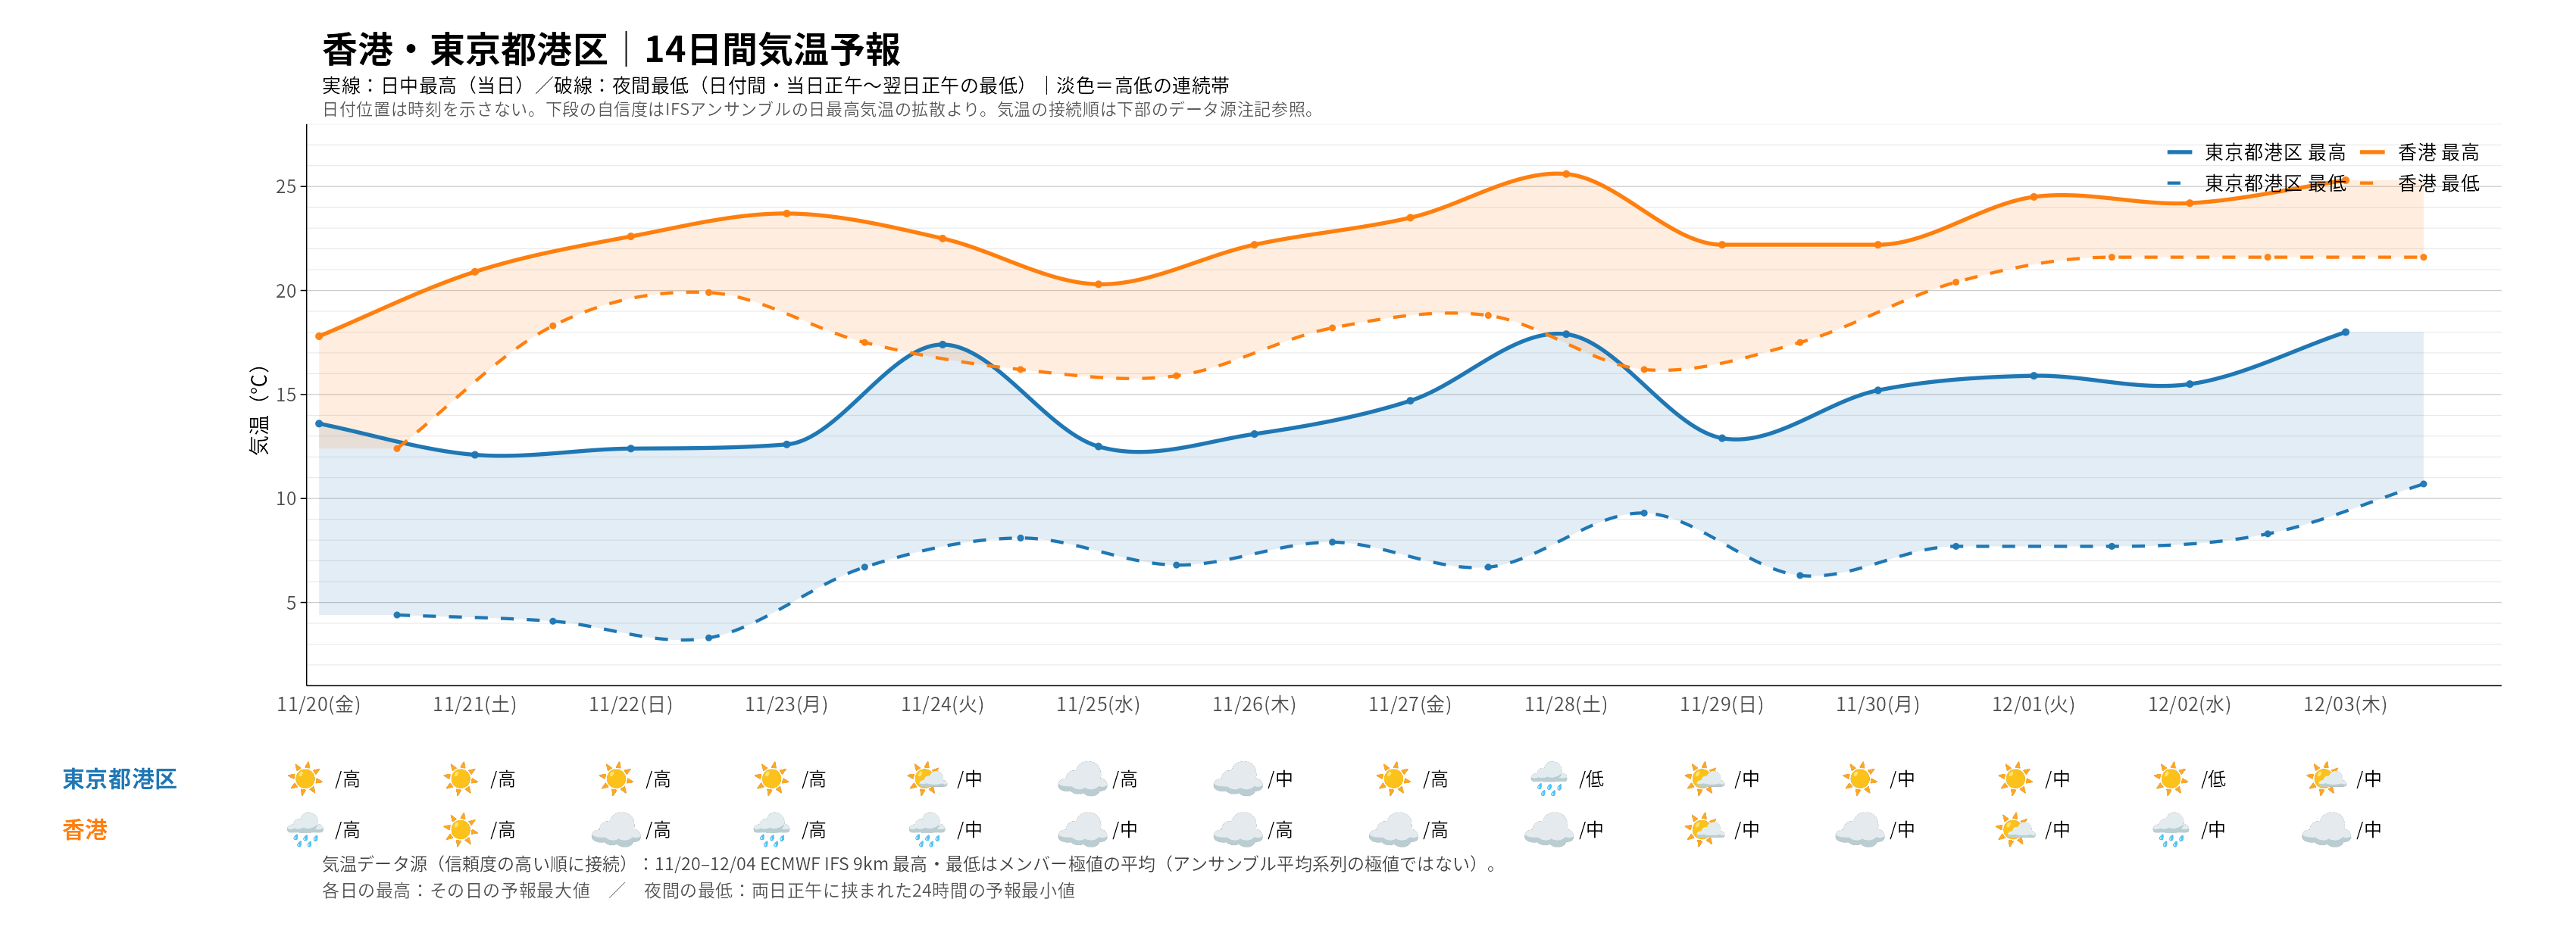 香港・東京都港区｜14日間気温予報
実線：日中最高（当日）／破線：夜間最低（日付間・当日正午～翌日正午の最低）｜淡色＝高低の連続帯
日付位置は時刻を示さない。下段の自信度はIFSアンサンブルの日最高気温の拡散より。気温の接続順は下部のデータ源注記参照。
東京都港区 最高 香港 最高
東京都港区 最低 香港 最低
気温（°C）
25
20
15
10
5
11/20(金) 11/21(土) 11/22(日) 11/23(月) 11/24(火) 11/25(水) 11/26(木) 11/27(金) 11/28(土) 11/29(日) 11/30(月) 12/01(火) 12/02(水) 12/03(木)
東京都港区 /高 /高 /高 /高 /中 /高 /中 /高 /低 /中 /中 /中 /低 /中
香港 /高 /高 /高 /高 /中 /中 /高 /高 /中 /中 /中 /中 /中 /中
気温データ源（信頼度の高い順に接続）：11/20–12/04 ECMWF IFS 9km 最高・最低はメンバー極値の平均（アンサンブル平均系列の極値ではない）。
各日の最高：その日の予報最大値　／　夜間の最低：両日正午に挟まれた24時間の予報最小値